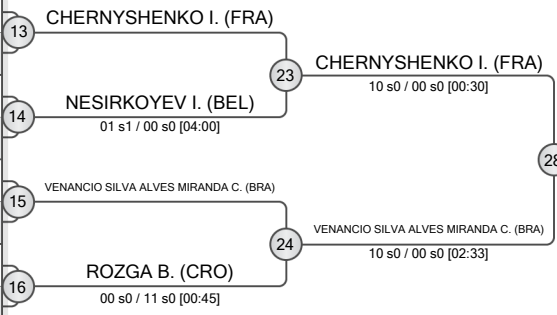 13
CHERNYSHENKO I. (FRA)
23
CHERNYSHENKO I. (FRA)
10 s0 / 00 s0 [00:30]
14
NESIRKOYEV I. (BEL)
01 s1 / 00 s0 [04:00]
28
15
VENANCIO SILVA ALVES MIRANDA C. (BRA)
24
VENANCIO SILVA ALVES MIRANDA C. (BRA)
10 s0 / 00 s0 [02:33]
16
ROZGA B. (CRO)
00 s0 / 11 s0 [00:45]